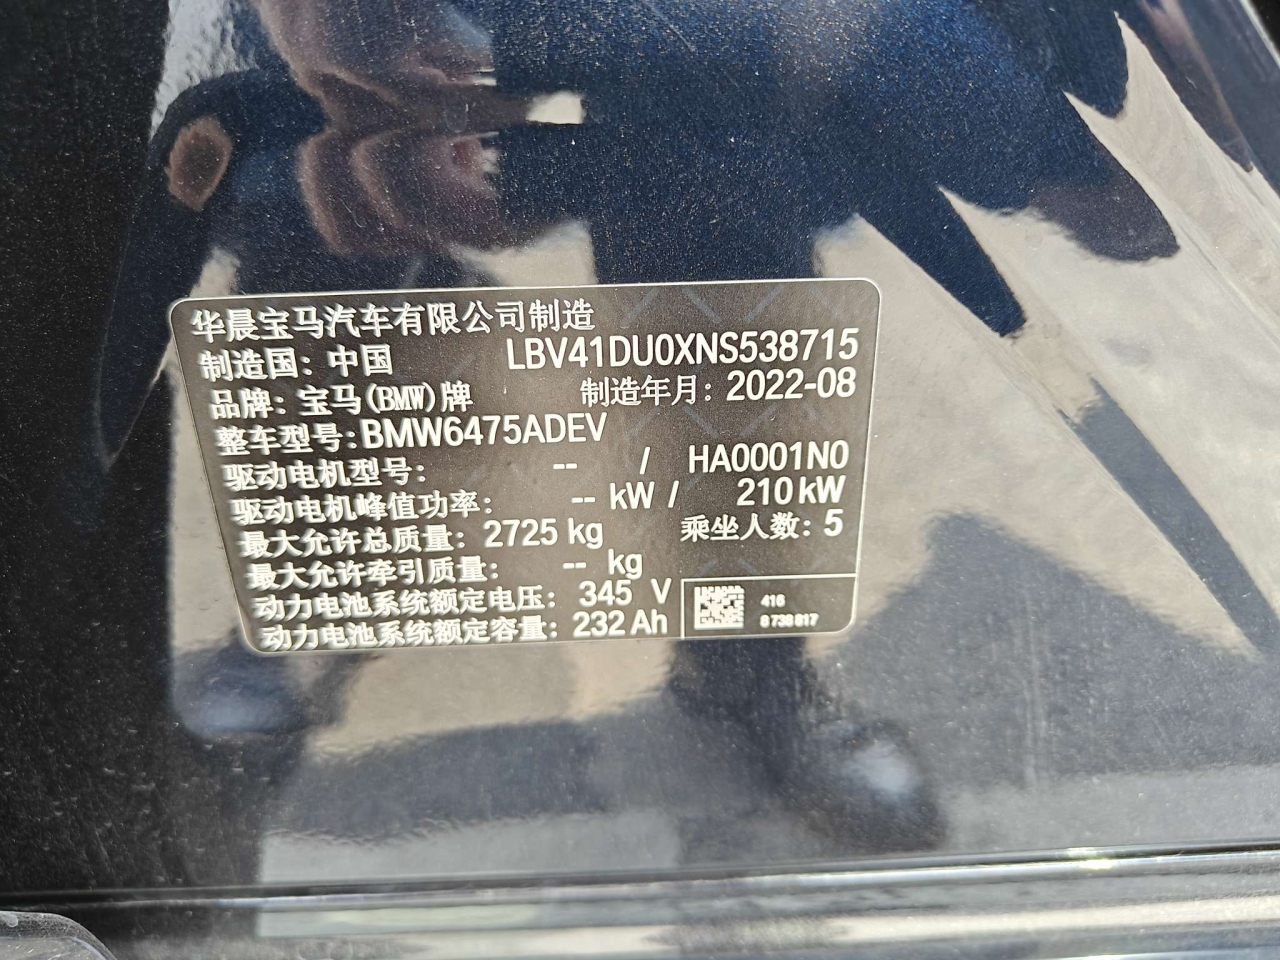 华晨宝马汽车有限公司制造
制造国：中国 LBV41DU0XNS538715
品牌：宝马(BMW)牌 制造年月：2022-08
整车型号：BMW6475ADEV
驱动电机型号： -- / HA0001N0
驱动电机峰值功率： -- kW / 210 kW
最大允许总质量：2725 kg 乘坐人数：5
最大允许牵引质量： -- kg
动力电池系统额定电压： 345 V
动力电池系统额定容量：232 Ah
416
8738817